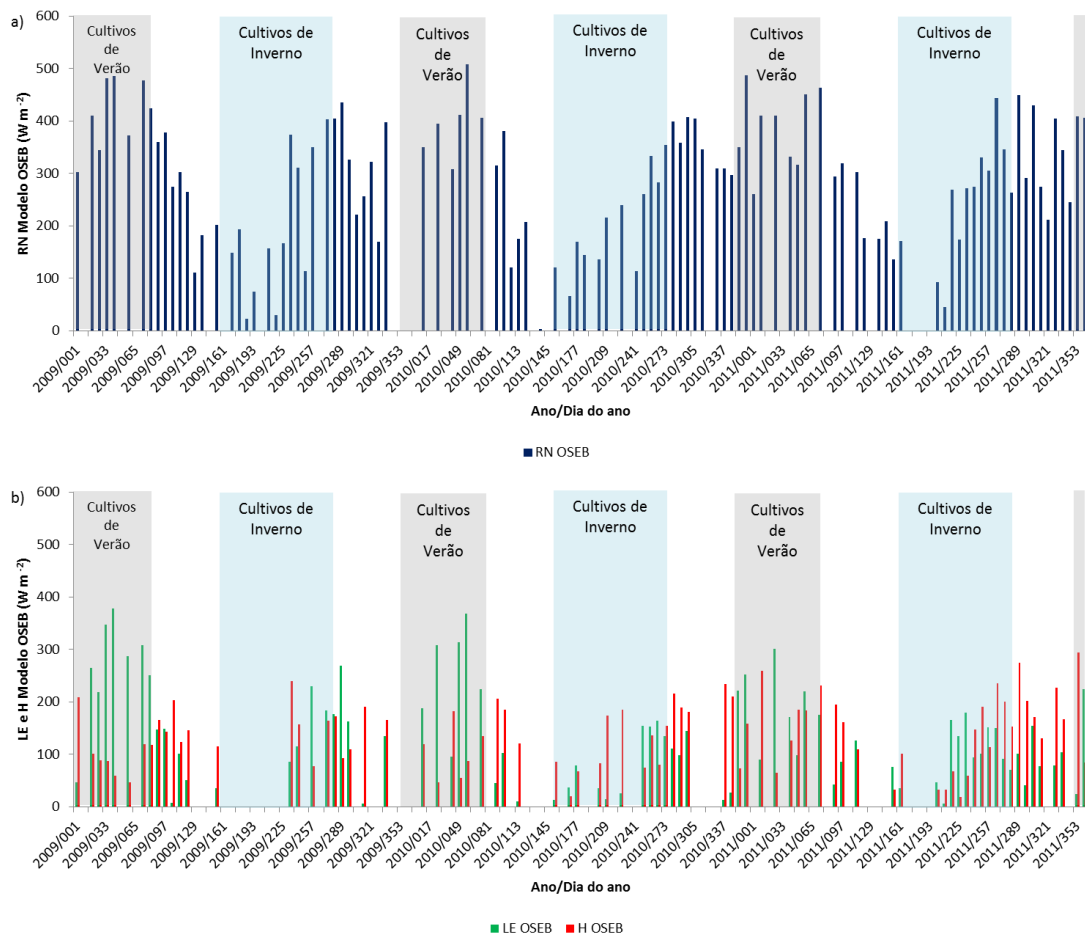 a)
RN Modelo OSEB (W m⁻²)
600
500
400
300
200
100
0
Cultivos
de
Verão
Cultivos de
Inverno
Cultivos
de
Verão
Cultivos de
Inverno
Cultivos
de
Verão
Cultivos de
Inverno
2009/001
2009/033
2009/065
2009/097
2009/129
2009/161
2009/193
2009/225
2009/257
2009/289
2009/321
2009/353
2010/017
2010/049
2010/081
2010/113
2010/145
2010/177
2010/209
2010/241
2010/273
2010/305
2010/337
2011/001
2011/033
2011/065
2011/097
2011/129
2011/161
2011/193
2011/225
2011/257
2011/289
2011/321
2011/353
Ano/Dia do ano
RN OSEB
b)
LE e H Modelo OSEB (W m⁻²)
600
500
400
300
200
100
0
Cultivos
de
Verão
Cultivos de
Inverno
Cultivos
de
Verão
Cultivos de
Inverno
Cultivos
de
Verão
Cultivos de
Inverno
2009/001
2009/033
2009/065
2009/097
2009/129
2009/161
2009/193
2009/225
2009/257
2009/289
2009/321
2009/353
2010/017
2010/049
2010/081
2010/113
2010/145
2010/177
2010/209
2010/241
2010/273
2010/305
2010/337
2011/001
2011/033
2011/065
2011/097
2011/129
2011/161
2011/193
2011/225
2011/257
2011/289
2011/321
2011/353
Ano/Dia do ano
LE OSEB H OSEB